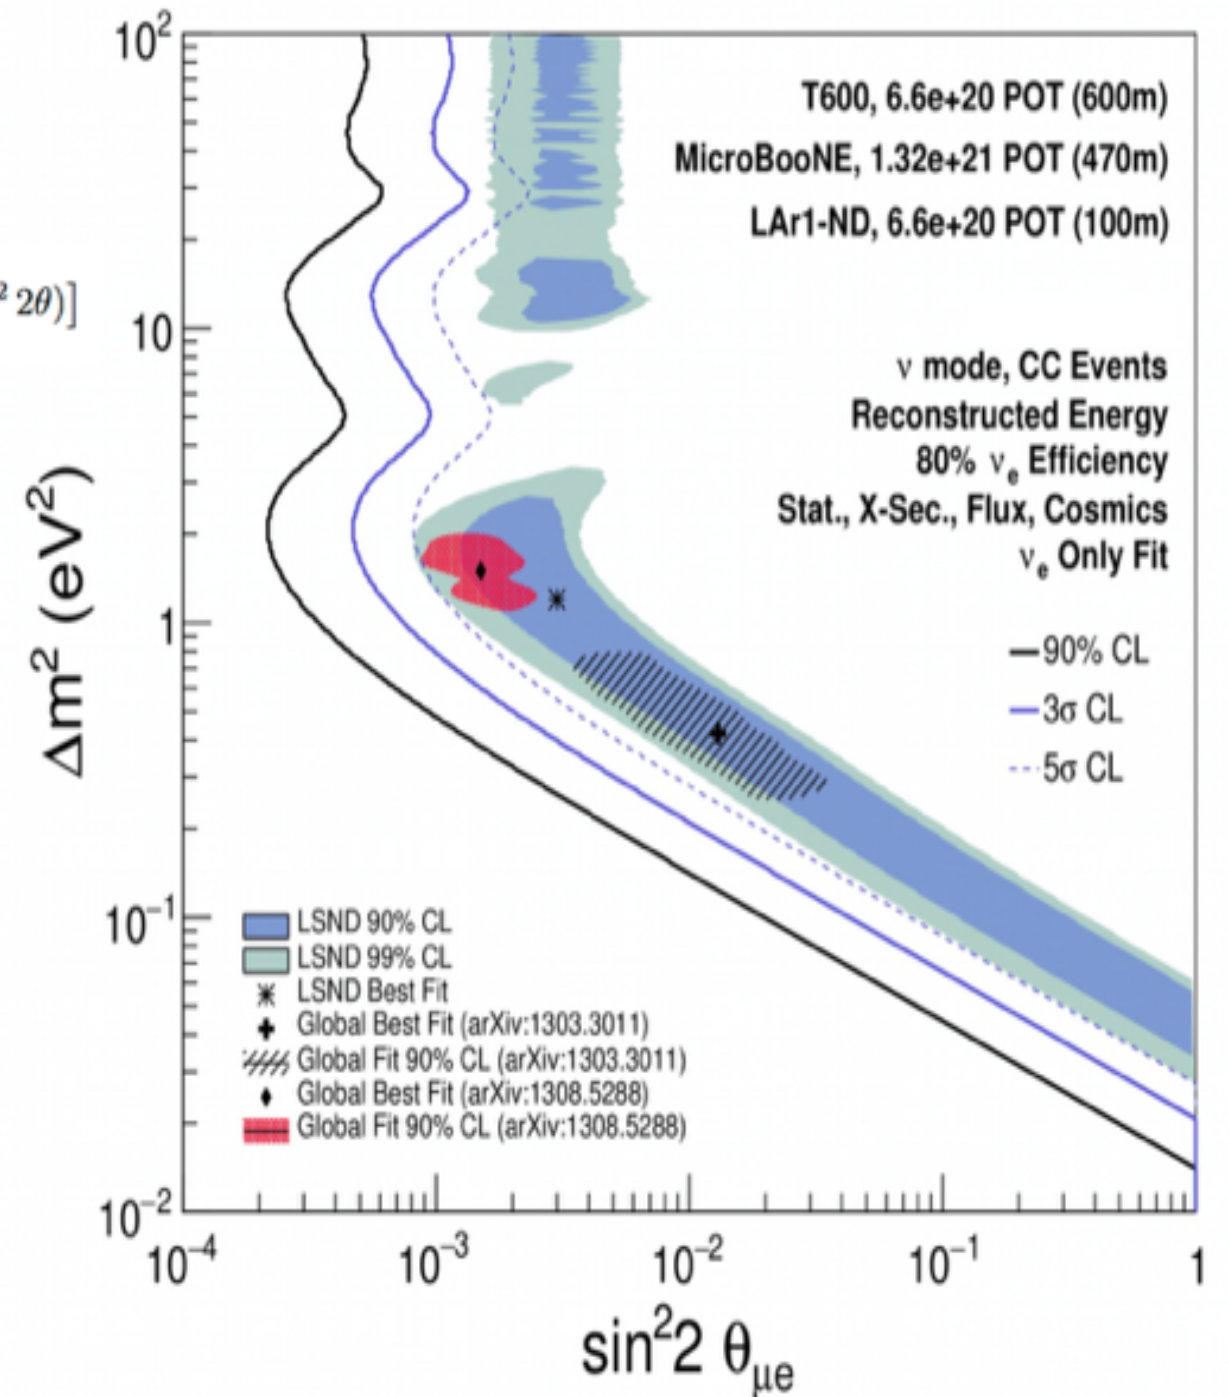 10²
T600, 6.6e+20 POT (600m)
MicroBooNE, 1.32e+21 POT (470m)
LAr1-ND, 6.6e+20 POT (100m)
² 2θ)]
10
ν mode, CC Events
Reconstructed Energy
80% νₑ Efficiency
Stat., X-Sec., Flux, Cosmics
νₑ Only Fit
Δm² (eV²)
1
90% CL
3σ CL
5σ CL
10⁻¹
LSND 90% CL
LSND 99% CL
LSND Best Fit
Global Best Fit (arXiv:1303.3011)
Global Fit 90% CL (arXiv:1303.3011)
Global Best Fit (arXiv:1308.5288)
Global Fit 90% CL (arXiv:1308.5288)
10⁻²
10⁻⁴ 10⁻³ 10⁻² 10⁻¹ 1
sin²2 θμe